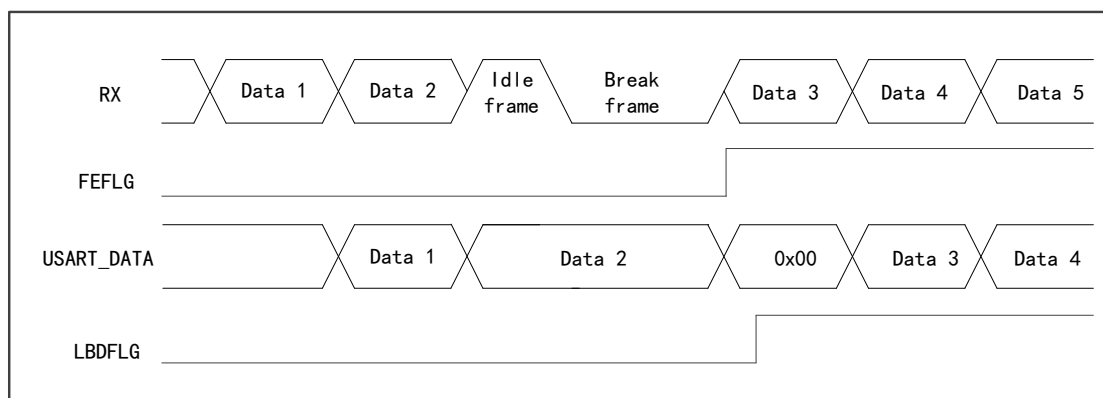 RX
Data 1
Data 2
Idle
frame
Break
frame
Data 3
Data 4
Data 5
FEFLG
USART_DATA
Data 1
Data 2
0x00
Data 3
Data 4
LBDFLG